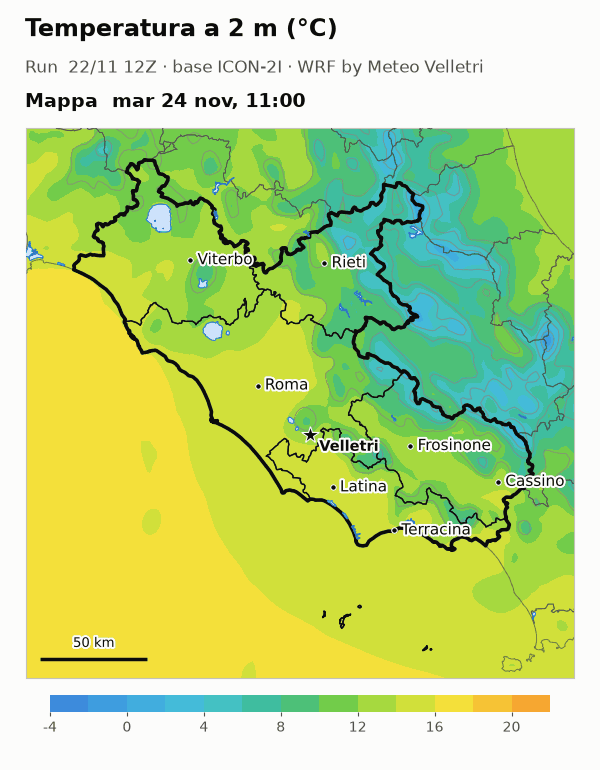 Temperatura a 2 m (°C)
Run  22/11 12Z · base ICON-2I · WRF by Meteo Velletri
Mappa  mar 24 nov, 11:00
Viterbo
Rieti
Roma
Velletri
Frosinone
Latina
Cassino
Terracina
50 km
-4 0 4 8 12 16 20